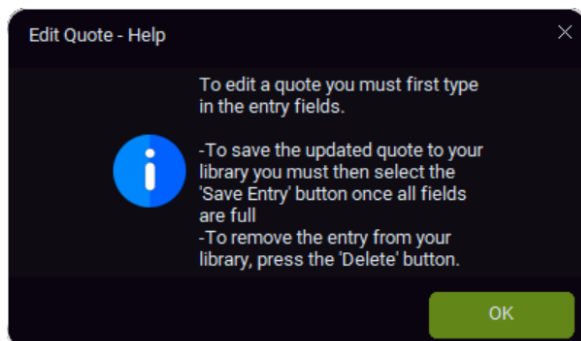 Edit Quote - Help
To edit a quote you must first type
in the entry fields.
-To save the updated quote to your
library you must then select the
'Save Entry' button once all fields
are full
-To remove the entry from your
library, press the 'Delete' button.
OK